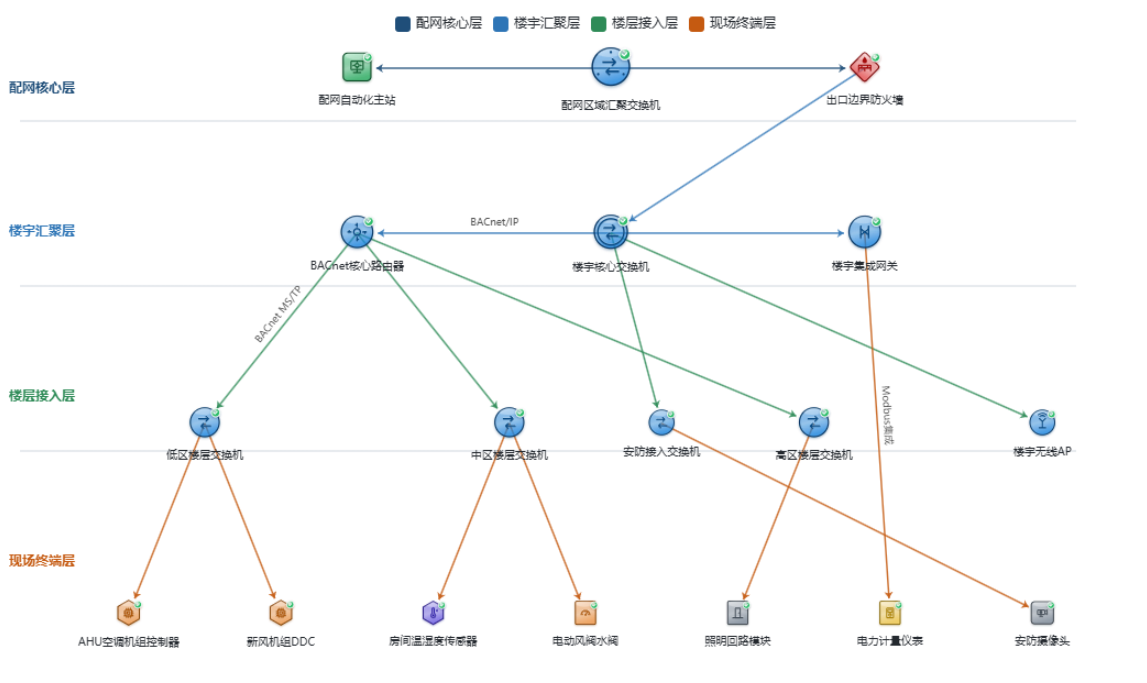 配网核心层 楼宇汇聚层 楼层接入层 现场终端层
配网核心层
配网自动化主站
配网区域汇聚交换机
出口边界防火墙
楼宇汇聚层
BACnet/IP
BACnet核心路由器
楼宇核心交换机
楼宇集成网关
BACnet MS/TP
楼层接入层
Modbus集成
低区楼层交换机
中区楼层交换机
安防接入交换机
高区楼层交换机
楼宇无线AP
现场终端层
AHU空调机组控制器
新风机组DDC
房间温湿度传感器
电动风阀水阀
照明回路模块
电力计量仪表
安防摄像头